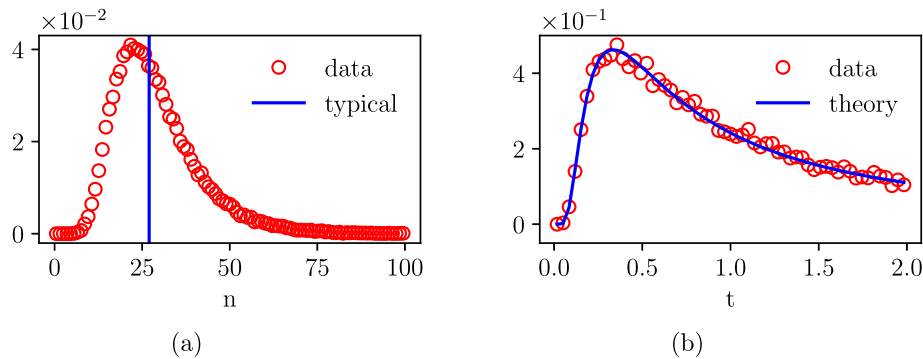 ×10⁻²
4
2
0
0 25 50 75 100
n
data
typical
(a)
×10⁻¹
4
2
0
0.0 0.5 1.0 1.5 2.0
t
data
theory
(b)